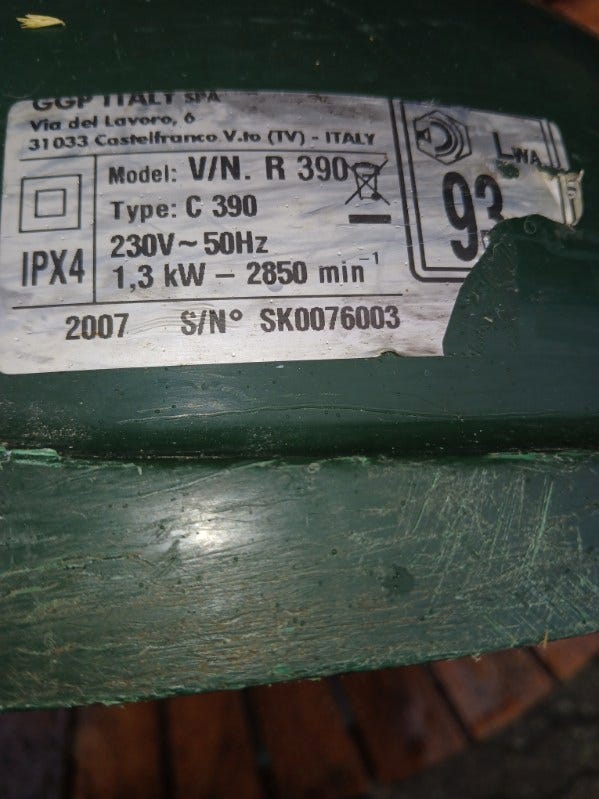 GGP ITALY SPA
Via del Lavoro, 6
31033 Castelfranco V.to (TV) - ITALY
Model: V/N. R 390
Type: C 390
IPX4
230V~50Hz
1,3 kW – 2850 min⁻¹
2007 S/N° SK0076003
LWA
93